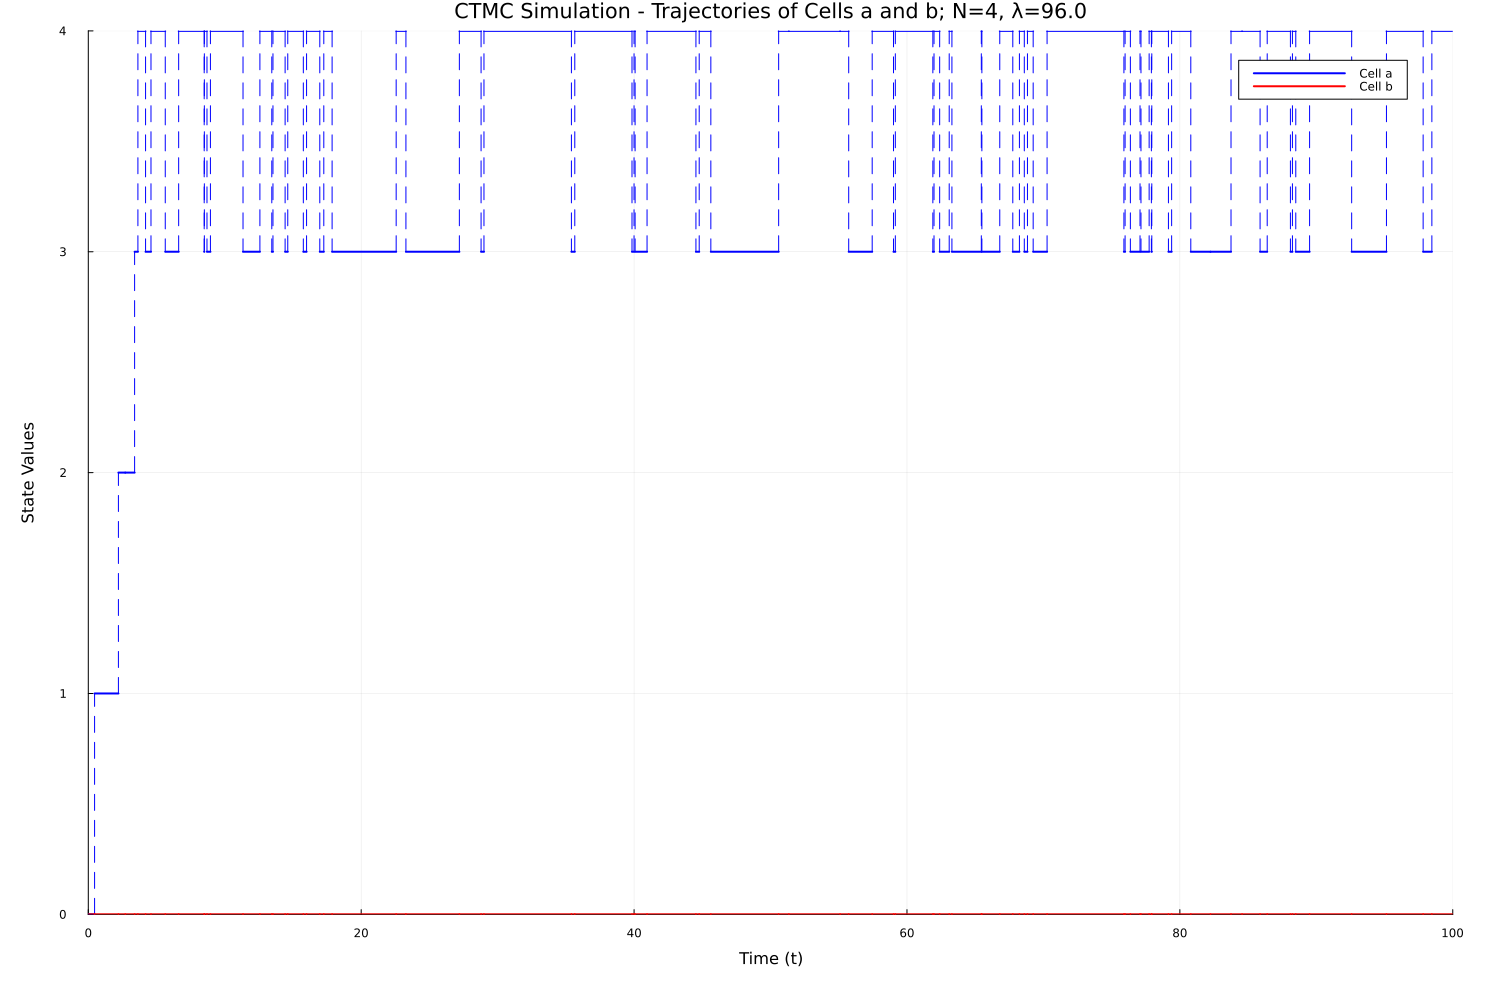 CTMC Simulation - Trajectories of Cells a and b; N=4, λ=96.0
4
Cell a
Cell b
3
State Values
2
1
0
0 20 40 60 80 100
Time (t)